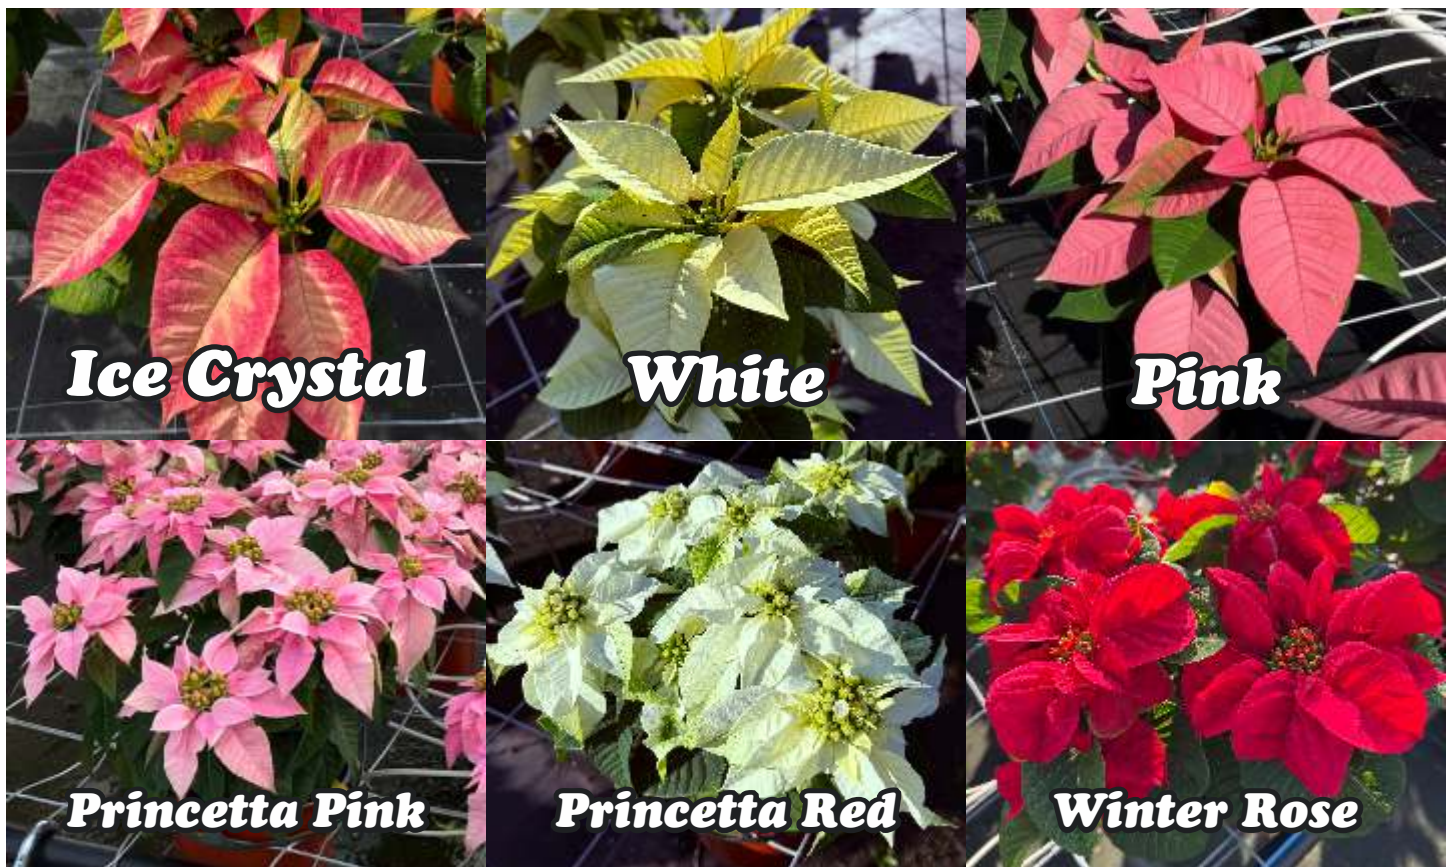 Ice Crystal
White
Pink
Princetta Pink
Princetta Red
Winter Rose